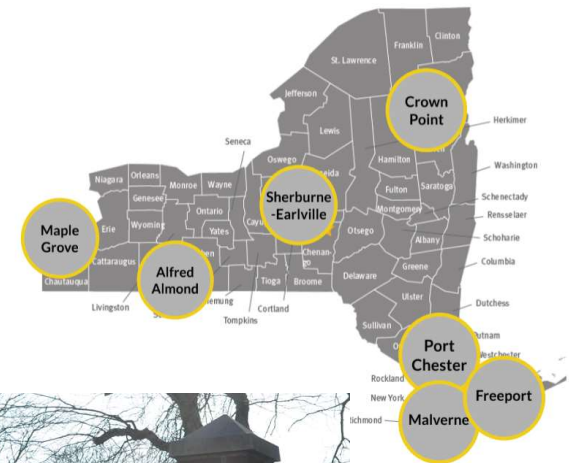 Clinton
Franklin
St. Lawrence
Jefferson
Crown
Point
Herkimer
Lewis
Seneca
Oswego
Hamilton
Washington
Orleans
Niagara
Monroe
Wayne
Fulton
Saratoga
Genesee
Sherburne
-Earlville
Montgomery
Schenectady
Ontario
Rensselaer
Maple
Grove
Erie
Wyoming
Yates
Otsego
Albany
Schoharie
Cattaraugus
Alfred
Almond
Greene
Columbia
Chautauqua
Tioga
Broome
Delaware
Livingston
Cortland
Tompkins
Ulster
Dutchess
Sullivan
Port
Chester
Rockland
New York
Freeport
Malverne